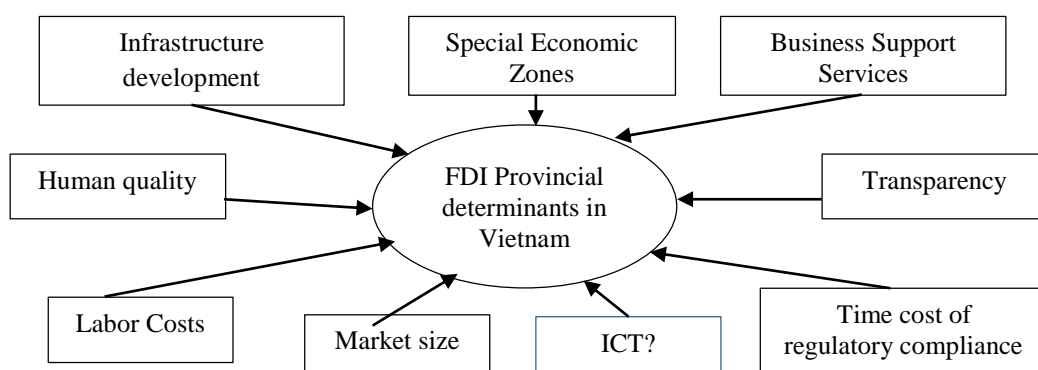 Infrastructure
development
Special Economic
Zones
Business Support
Services
Human quality
FDI Provincial
determinants in
Vietnam
Transparency
Labor Costs
Market size
ICT?
Time cost of
regulatory compliance